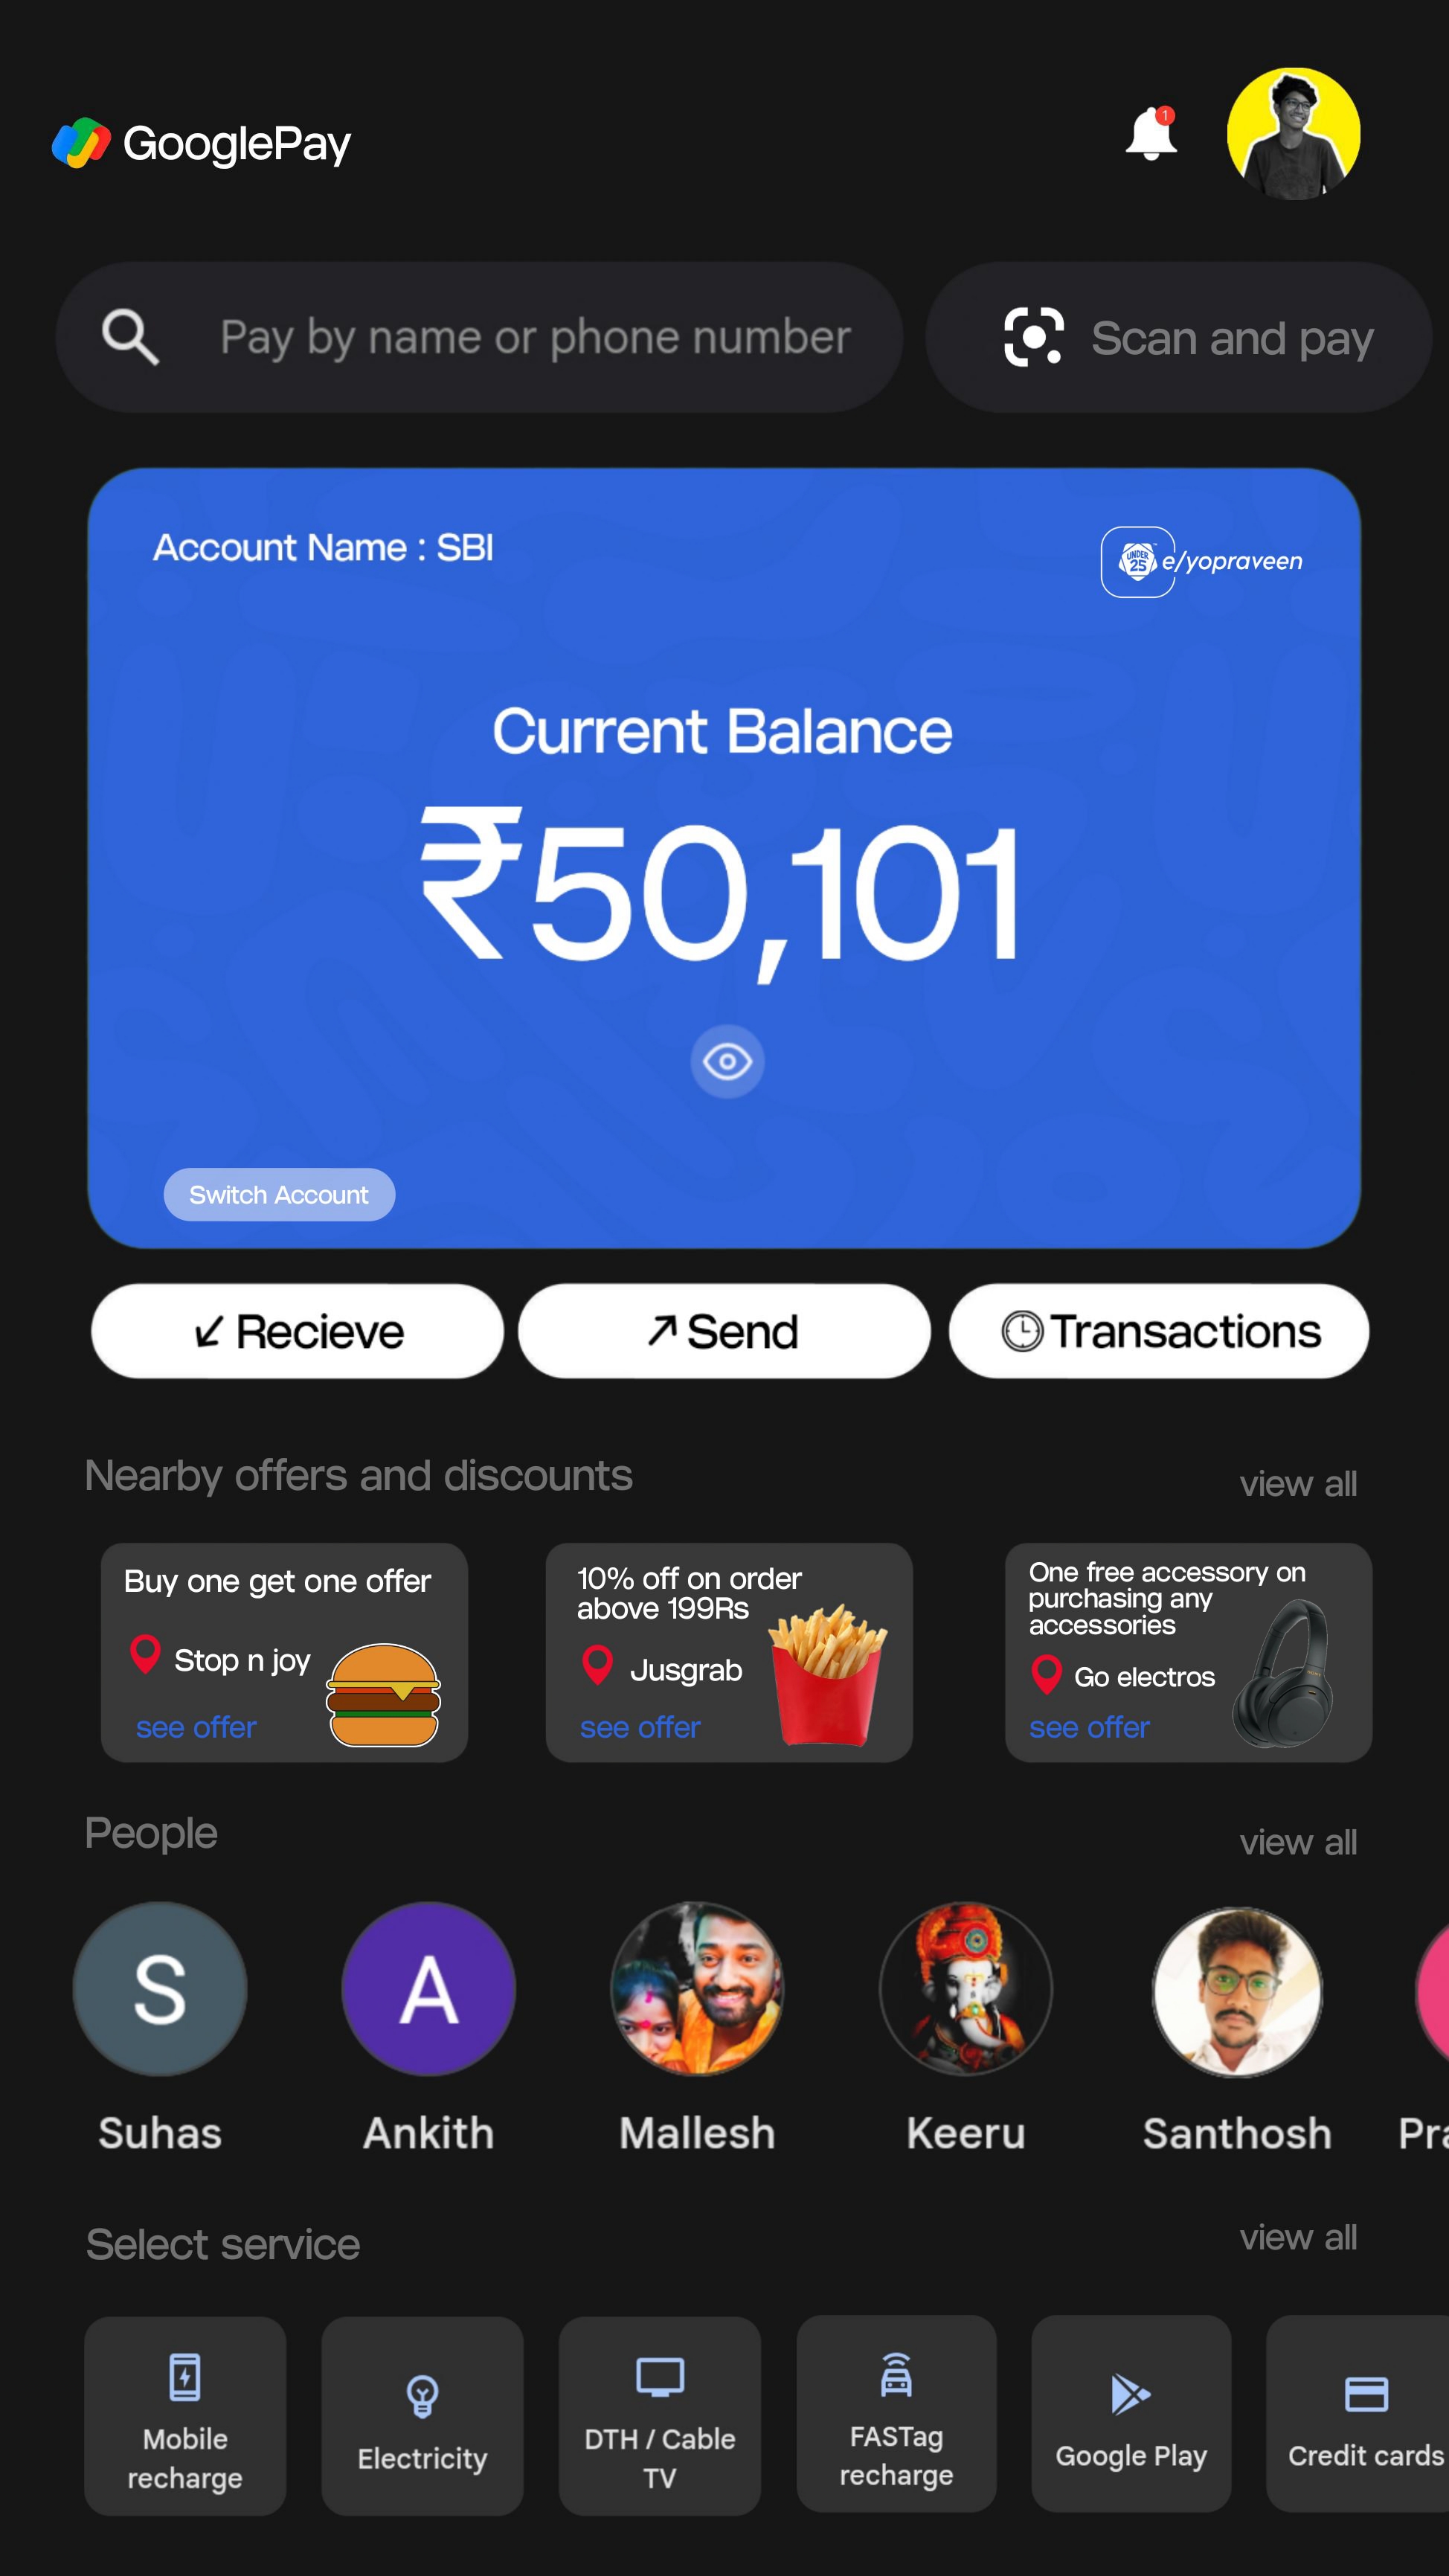 GooglePay
1
Pay by name or phone number
Scan and pay
Account Name : SBI
UNDER
25
e/yopraveen
Current Balance
₹50,101
Switch Account
Recieve
Send
Transactions
Nearby offers and discounts
view all
Buy one get one offer
Stop n joy
see offer
10% off on order
above 199Rs
Jusgrab
see offer
One free accessory on
purchasing any
accessories
Go electros
see offer
People
view all
S
A
Suhas
Ankith
Mallesh
Keeru
Santhosh
Pra
Select service
view all
Mobile
recharge
Electricity
DTH / Cable
TV
FASTag
recharge
Google Play
Credit cards